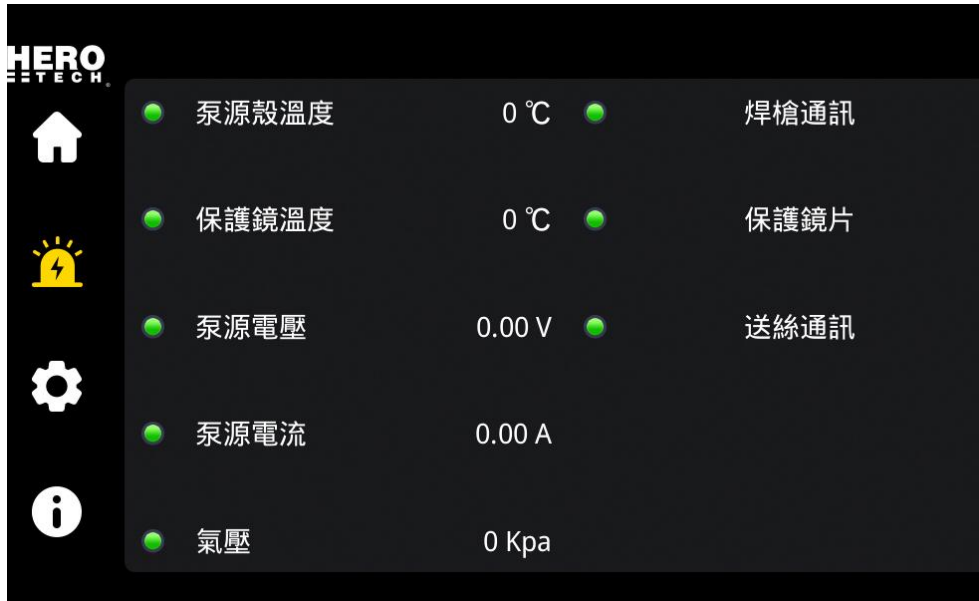 HERO
TECH®
泵源殼溫度 0 ℃ 焊槍通訊
保護鏡溫度 0 ℃ 保護鏡片
泵源電壓 0.00 V 送絲通訊
泵源電流 0.00 A
氣壓 0 Kpa